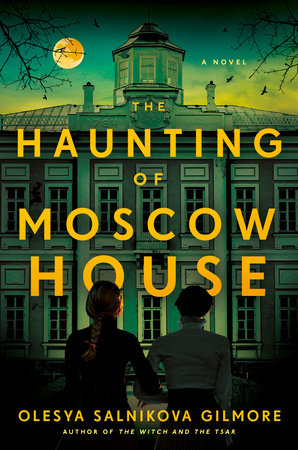 A NOVEL
THE
HAUNTING
OF
MOSCOW
HOUSE
OLESYA SALNIKOVA GILMORE
AUTHOR OF THE WITCH AND THE TSAR